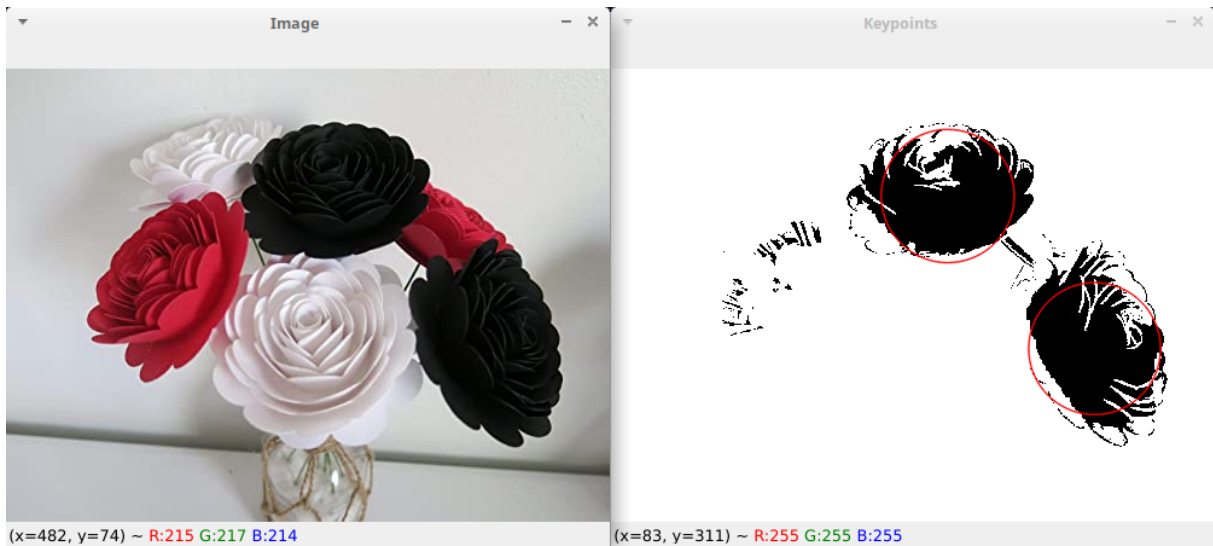 Image
Keypoints
(x=482, y=74) ~ R:215 G:217 B:214
(x=83, y=311) ~ R:255 G:255 B:255